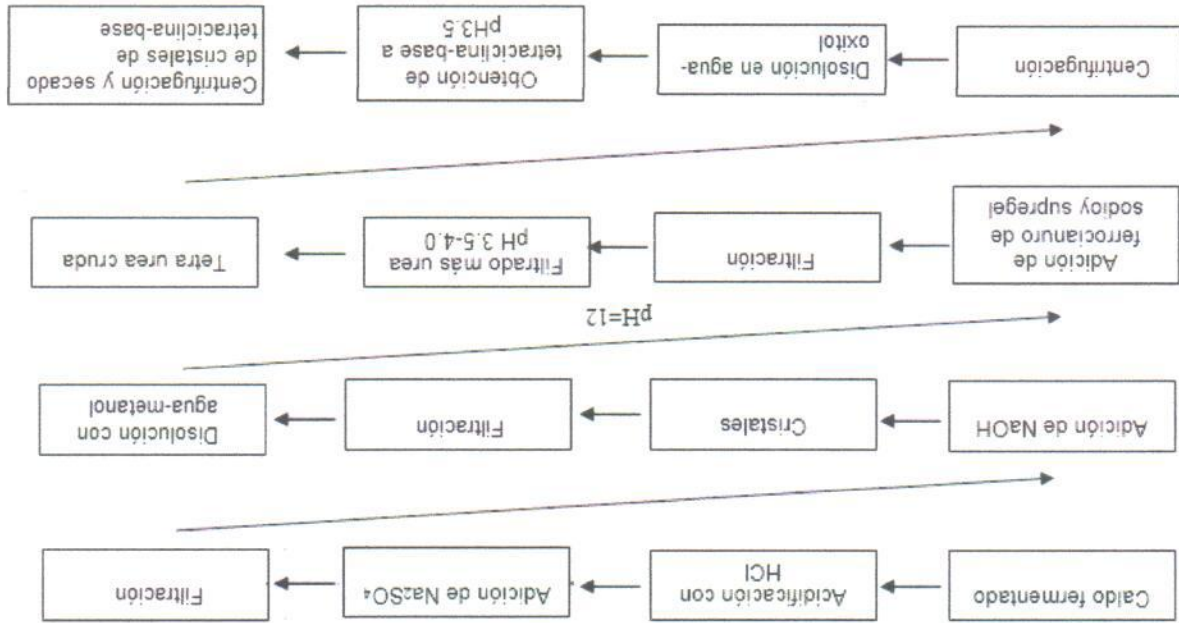 Caldo fermentado
Acidificación con
HCl
Adición de Na₂SO₄
Filtración
Adición de NaOH
Cristales
Filtración
Disolución con
agua-metanol
pH=12
Adición de
ferrocianuro de
sodioy supregel
Filtración
Filtrado más urea
pH 3.5-4.0
Tetra urea cruda
Centrifugación
Disolución en agua-
oxitol
Obtención de
tetraciclina-base a
pH3.5
Centrifugación y secado
de cristales de
tetraciclina-base